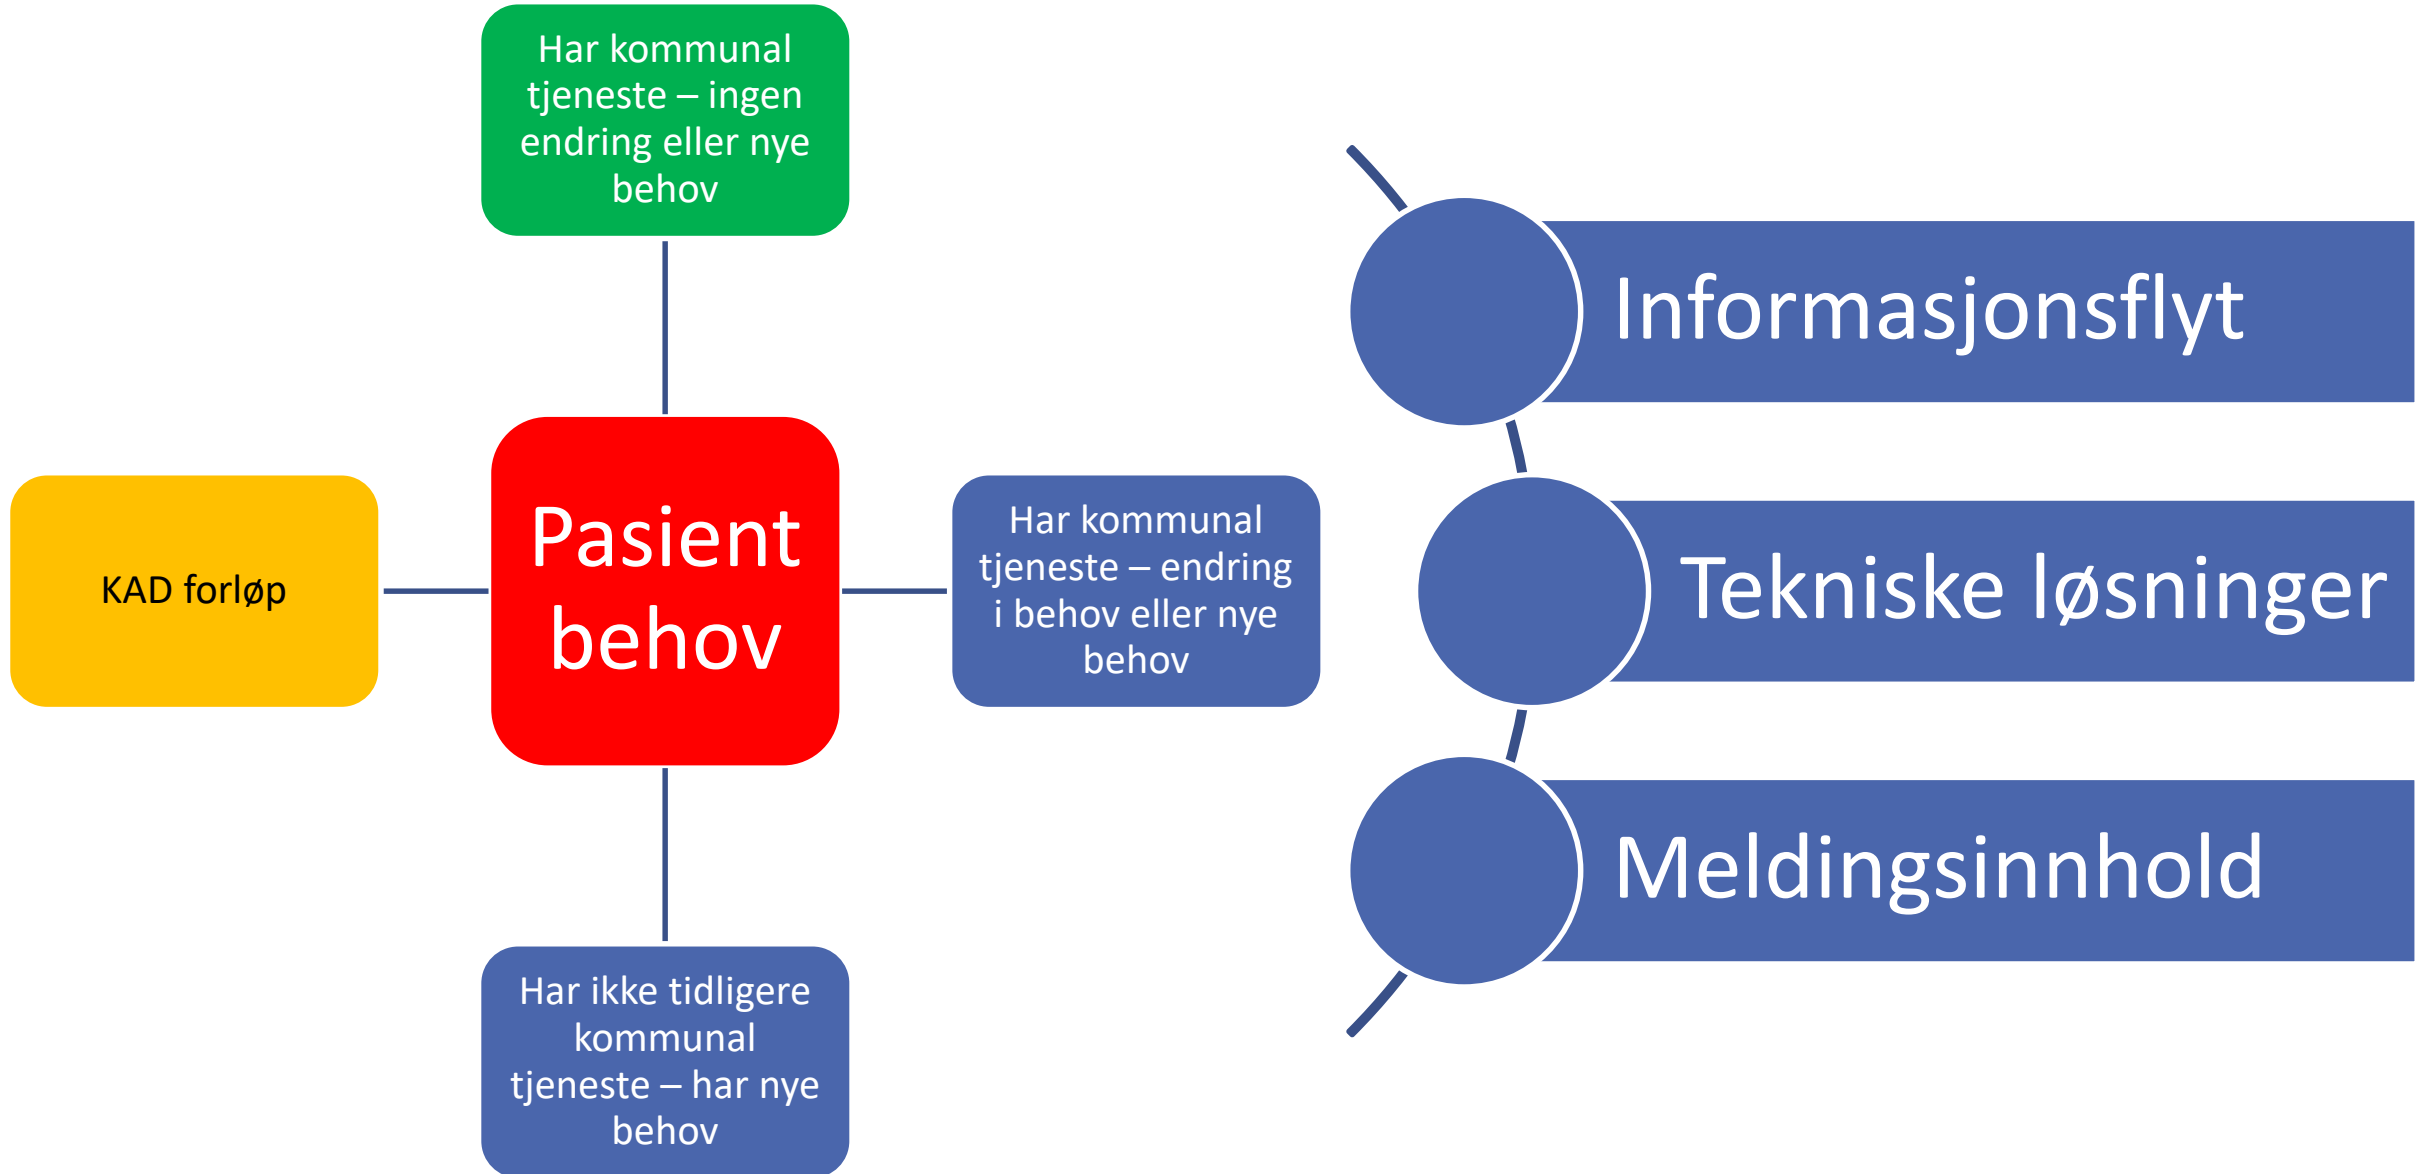 Har kommunal
tjeneste – ingen
endring eller nye
behov
KAD forløp
Pasient
behov
Har kommunal
tjeneste – endring
i behov eller nye
behov
Har ikke tidligere
kommunal
tjeneste – har nye
behov
Informasjonsflyt
Tekniske løsninger
Meldingsinnhold